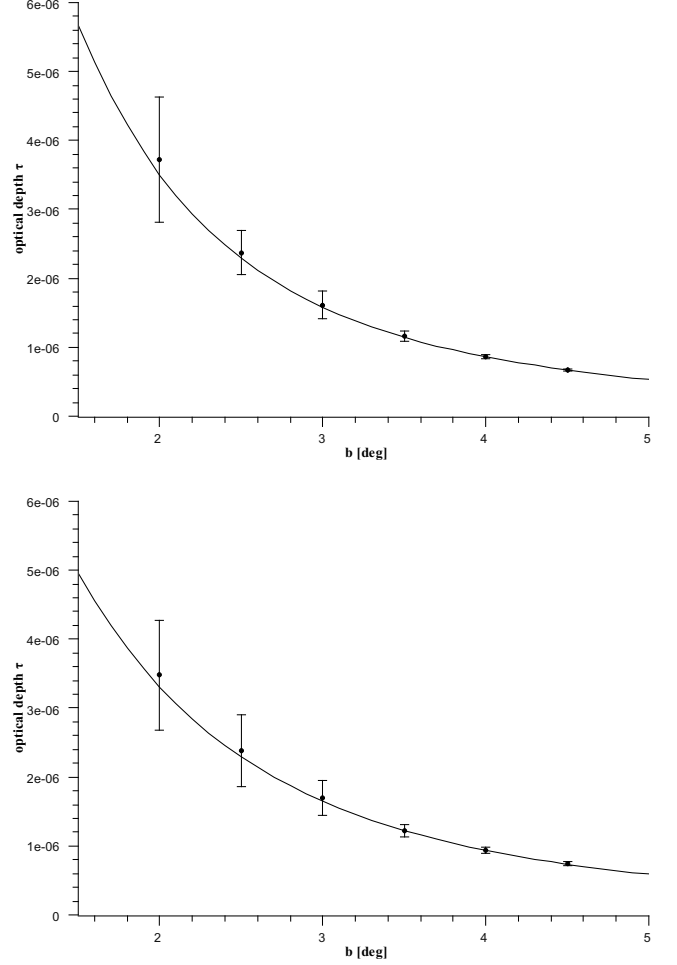 6e-06
5e-06
4e-06
3e-06
2e-06
1e-06
0
optical depth τ
2 3 4 5
b [deg]
6e-06
5e-06
4e-06
3e-06
2e-06
1e-06
0
optical depth τ
2 3 4 5
b [deg]